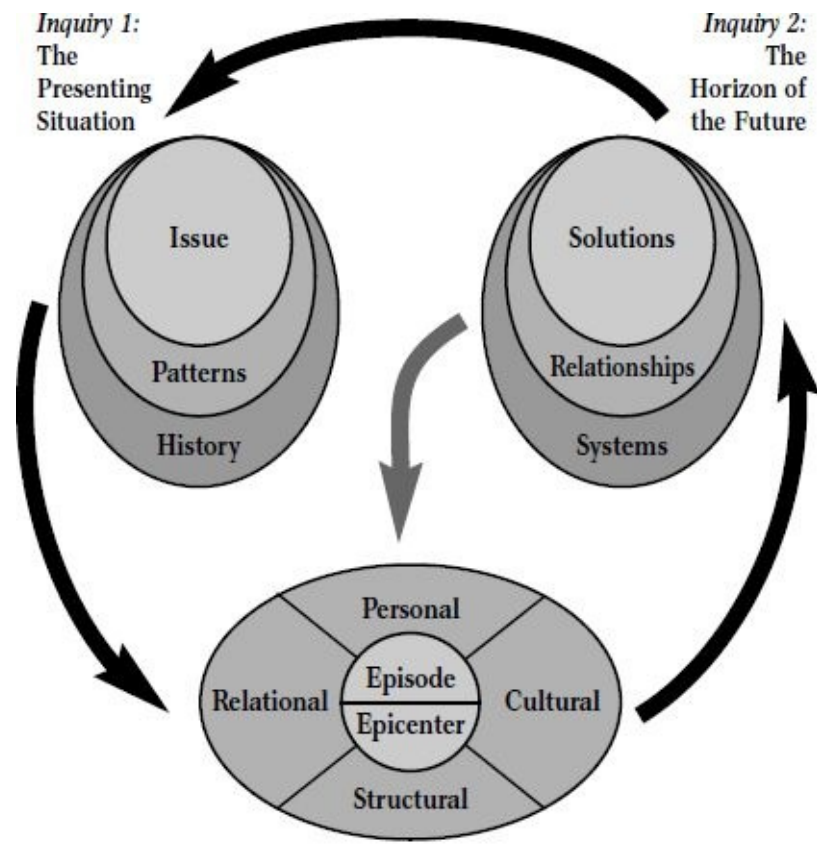 Inquiry 1:
The
Presenting
Situation
Inquiry 2:
The
Horizon of
the Future
Issue
Patterns
History
Solutions
Relationships
Systems
Personal
Relational
Episode
Epicenter
Cultural
Structural